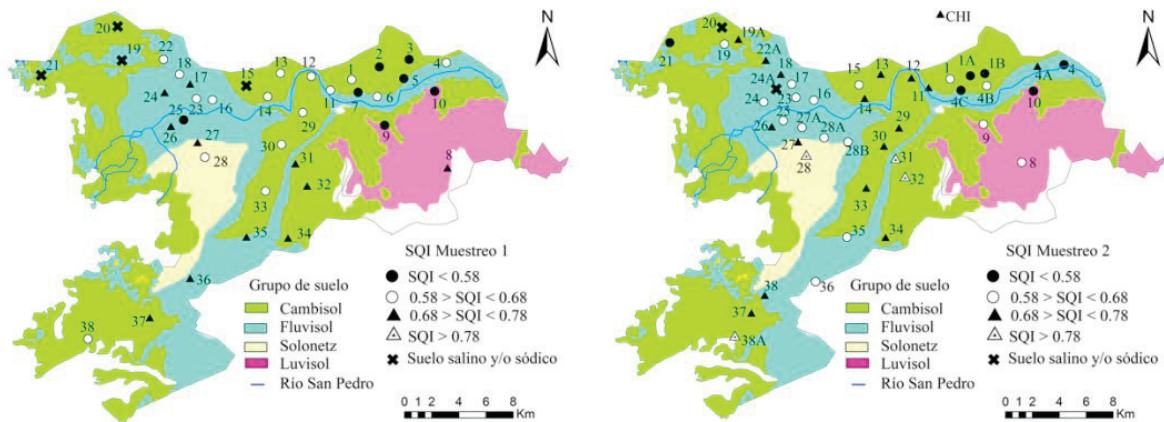 20
19
21
22
18
17
24
23
16
25
26
27
28
15
13
12
14
1
2
3
4
5
6
7
11
10
9
8
29
30
31
32
33
34
35
36
37
38
N
SQI Muestreo 1
SQI < 0.58
0.58 > SQI < 0.68
0.68 > SQI < 0.78
SQI > 0.78
Suelo salino y/o sódico
Grupo de suelo
Cambisol
Fluvisol
Solonetz
Luvisol
Río San Pedro
0 1 2 4 6 8
Km
20
19A
19
21
22A
18
24A
17
24
23
16
25
27A
26
28A
27
28
28B
15
13
12
14
11
1
1A
1B
4
4A
4B
4C
10
9
8
29
30
31
32
33
34
35
36
38
37
38A
CHI
N
SQI Muestreo 2
SQI < 0.58
0.58 > SQI < 0.68
0.68 > SQI < 0.78
SQI > 0.78
Suelo salino y/o sódico
Grupo de suelo
Cambisol
Fluvisol
Solonetz
Luvisol
Río San Pedro
0 1 2 4 6 8
Km